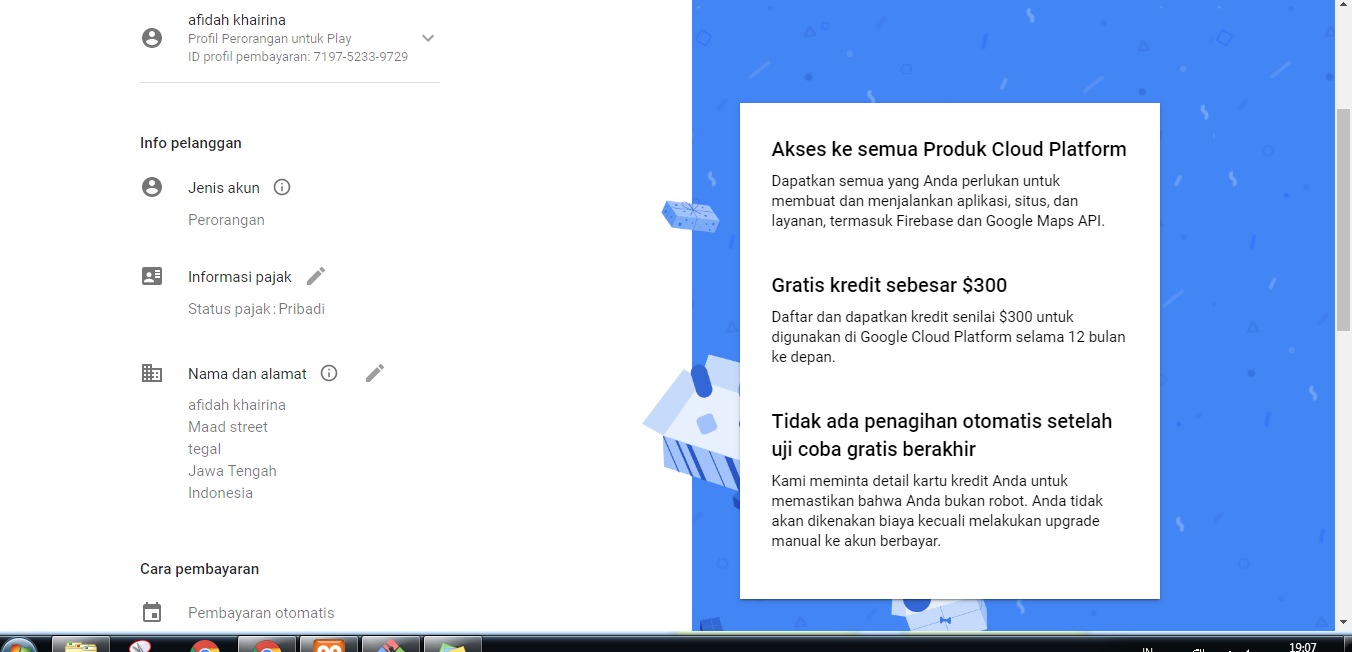 afidah khairina
Profil Perorangan untuk Play
ID profil pembayaran: 7197-5233-9729
Info pelanggan
Jenis akun
Perorangan
Informasi pajak
Status pajak: Pribadi
Nama dan alamat
afidah khairina
Maad street
tegal
Jawa Tengah
Indonesia
Cara pembayaran
Pembayaran otomatis
Akses ke semua Produk Cloud Platform
Dapatkan semua yang Anda perlukan untuk
membuat dan menjalankan aplikasi, situs, dan
layanan, termasuk Firebase dan Google Maps API.
Gratis kredit sebesar $300
Daftar dan dapatkan kredit senilai $300 untuk
digunakan di Google Cloud Platform selama 12 bulan
ke depan.
Tidak ada penagihan otomatis setelah
uji coba gratis berakhir
Kami meminta detail kartu kredit Anda untuk
memastikan bahwa Anda bukan robot. Anda tidak
akan dikenakan biaya kecuali melakukan upgrade
manual ke akun berbayar.
IN
19:07